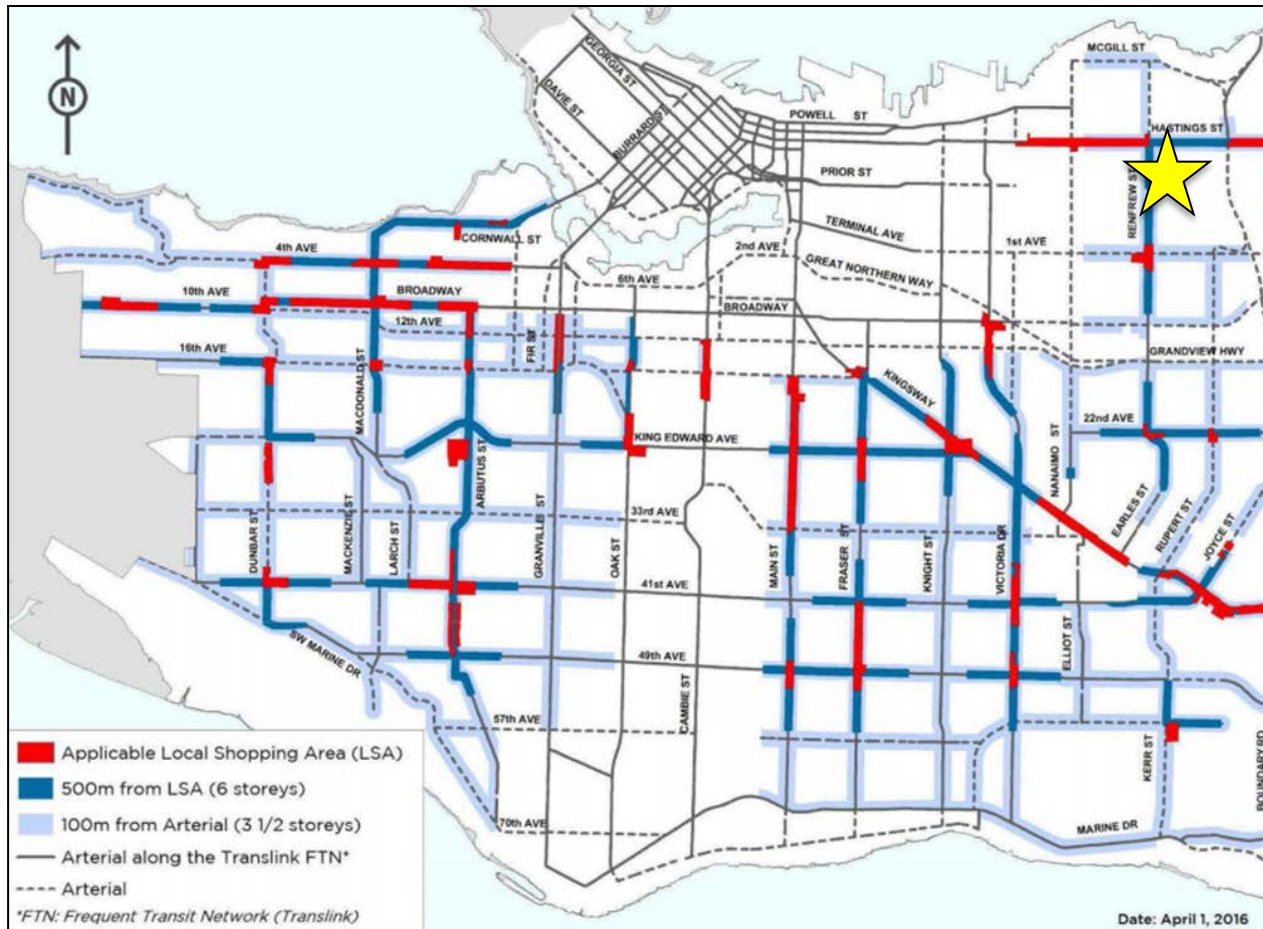 MCGILL ST
GEORGIA ST
DAVIE ST
BURRARD ST
POWELL ST
HASTINGS ST
N
PRIOR ST
RENFREW ST
CORNWALL ST
TERMINAL AVE
4th AVE
2nd AVE
1st AVE
6th AVE
GREAT NORTHERN WAY
10th AVE
BROADWAY
BROADWAY
12th AVE
FIR ST
16th AVE
GRANDVIEW HWY
MACDONALD ST
KINGSWAY
22nd AVE
KING EDWARD AVE
NANAIMO ST
ARBUTUS ST
33rd AVE
EARLES ST
RUPERT ST
JOYCE ST
DUNBAR ST
MACKENZIE ST
LARCH ST
GRANVILLE ST
OAK ST
MAIN ST
FRASER ST
KNIGHT ST
VICTORIA DR
41st AVE
SW MARINE DR
49th AVE
ELLIOT ST
CAMBIE ST
57th AVE
KERR ST
BOUNDARY RD
70th AVE
MARINE DR
Applicable Local Shopping Area (LSA)
500m from LSA (6 storeys)
100m from Arterial (3 1/2 storeys)
Arterial along the Translink FTN*
Arterial
*FTN: Frequent Transit Network (Translink)
Date: April 1, 2016